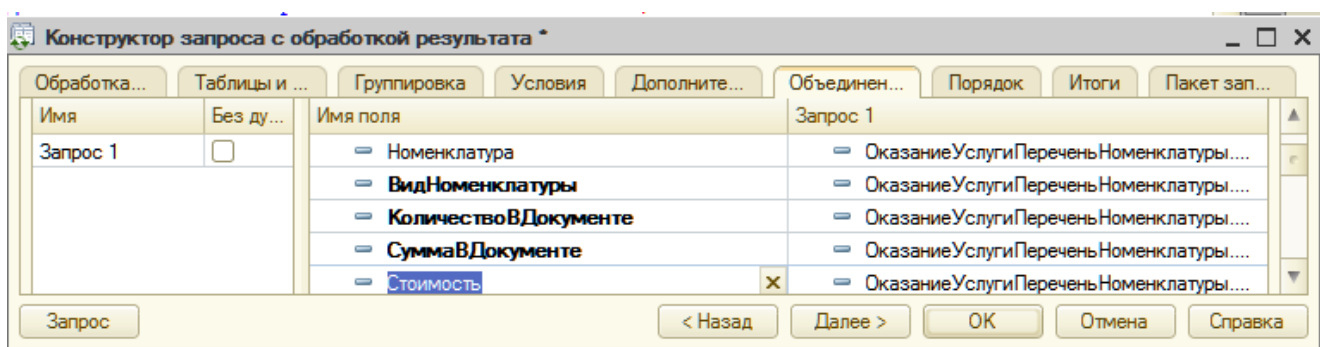 Конструктор запроса с обработкой результата *
Обработка... Таблицы и ... Группировка Условия Дополните... Объединен... Порядок Итоги Пакет зап...
Имя Без ду... Имя поля Запрос 1
Запрос 1 Номенклатура ОказаниеУслугиПереченьНоменклатуры....
ВидНоменклатуры ОказаниеУслугиПереченьНоменклатуры....
КоличествоВДокументе ОказаниеУслугиПереченьНоменклатуры....
СуммаВДокументе ОказаниеУслугиПереченьНоменклатуры....
Стоимость ОказаниеУслугиПереченьНоменклатуры....
Запрос < Назад Далее > OK Отмена Справка